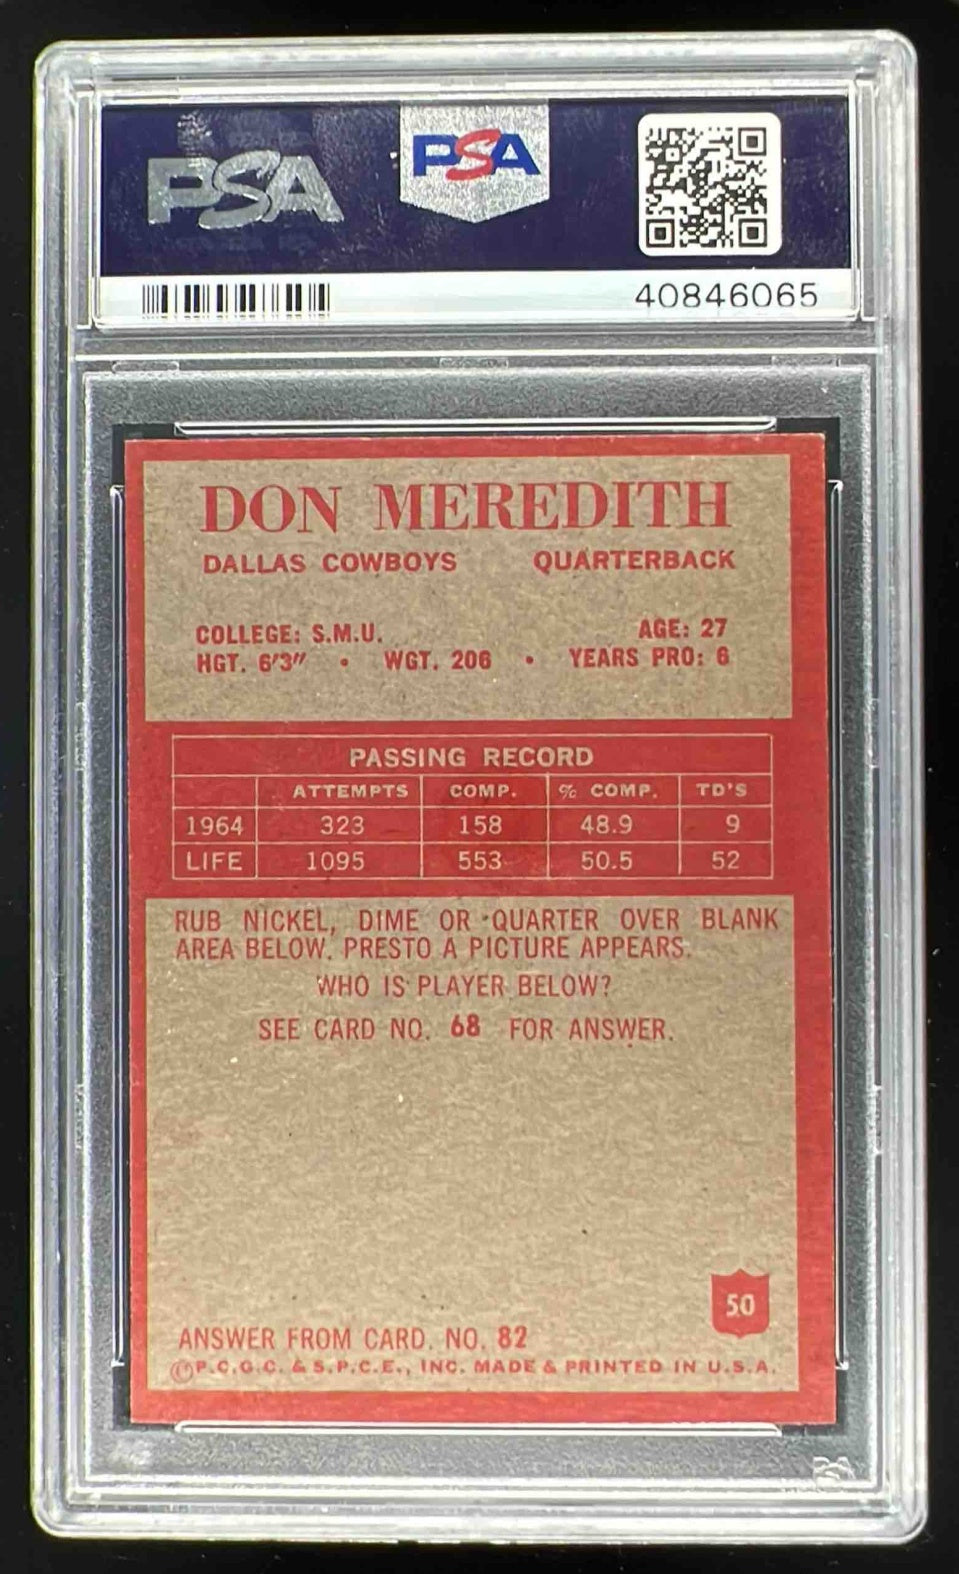 PSA
PSA
40846065
DON MEREDITH
DALLAS COWBOYS QUARTERBACK
COLLEGE: S.M.U. AGE: 27
HGT. 6'3" • WGT. 206 • YEARS PRO: 6
PASSING RECORD
ATTEMPTS COMP. % COMP. TD'S
1964 323 158 48.9 9
LIFE 1095 553 50.5 52
RUB NICKEL, DIME OR QUARTER OVER BLANK
AREA BELOW. PRESTO A PICTURE APPEARS.
WHO IS PLAYER BELOW?
SEE CARD NO. 68 FOR ANSWER.
50
ANSWER FROM CARD. NO. 82
©P.C.G.C. & S.P.C.E., INC. MADE & PRINTED IN U.S.A.
PSA